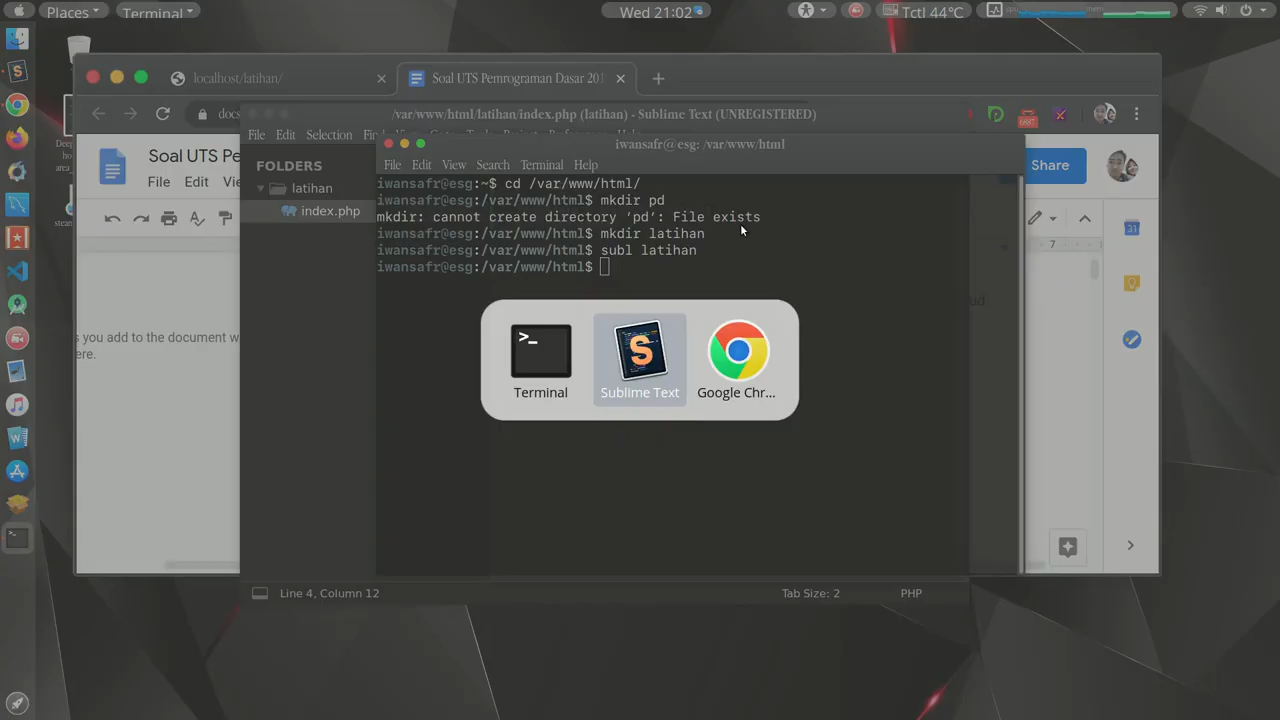 Places
Terminal
Wed 21:02
Tctl 44℃
localhost/latihan/
Soal UTS Pemrograman Dasar 201
/var/www/html/latihan/index.php (latihan) - Sublime Text (UNREGISTERED)
File Edit Selection
Soal UTS Pe
File Edit
Share
FOLDERS
latihan
index.php
iwansafr@esg: /var/www/html
File Edit View Search Terminal Help
iwansafr@esg:~$ cd /var/www/html/
iwansafr@esg:/var/www/html$ mkdir pd
mkdir: cannot create directory ‘pd’: File exists
iwansafr@esg:/var/www/html$ mkdir latihan
iwansafr@esg:/var/www/html$ subl latihan
iwansafr@esg:/var/www/html$
7
s you add to the document w
ere.
Terminal
Sublime Text
Google Chr...
Line 4, Column 12
Tab Size: 2
PHP